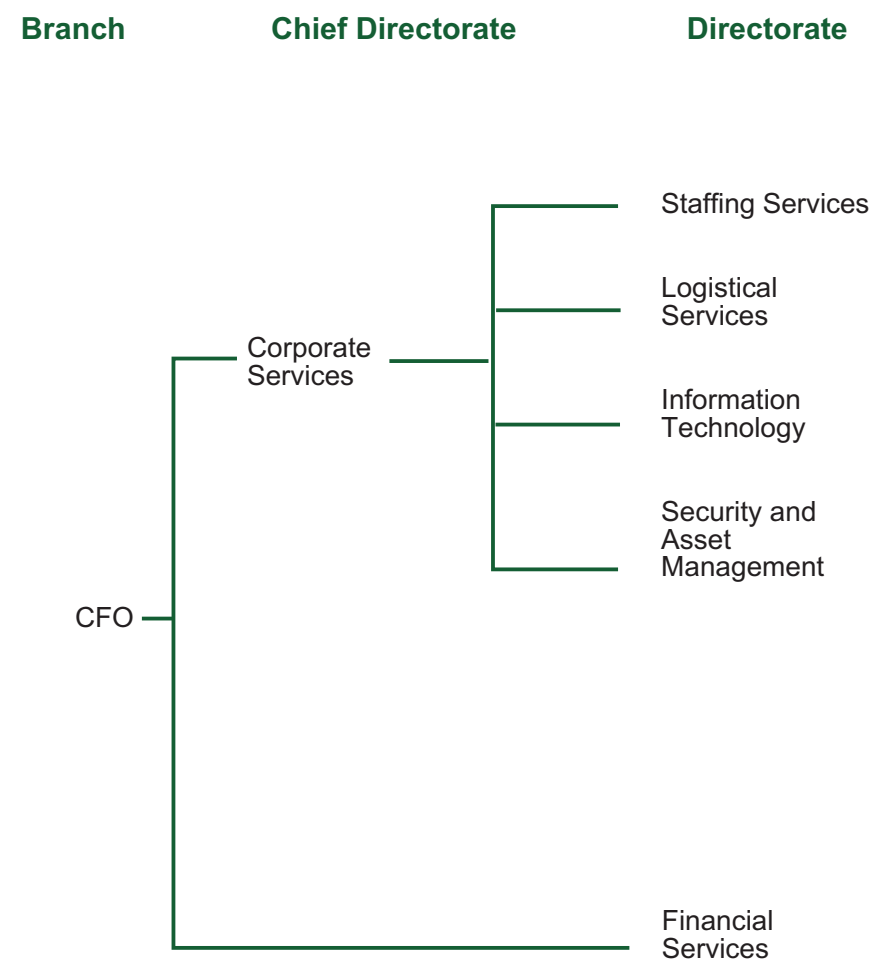 Branch Chief Directorate Directorate
Staffing Services
Logistical
Services
Corporate
Services
Information
Technology
Security and
Asset
Management
CFO
Financial
Services